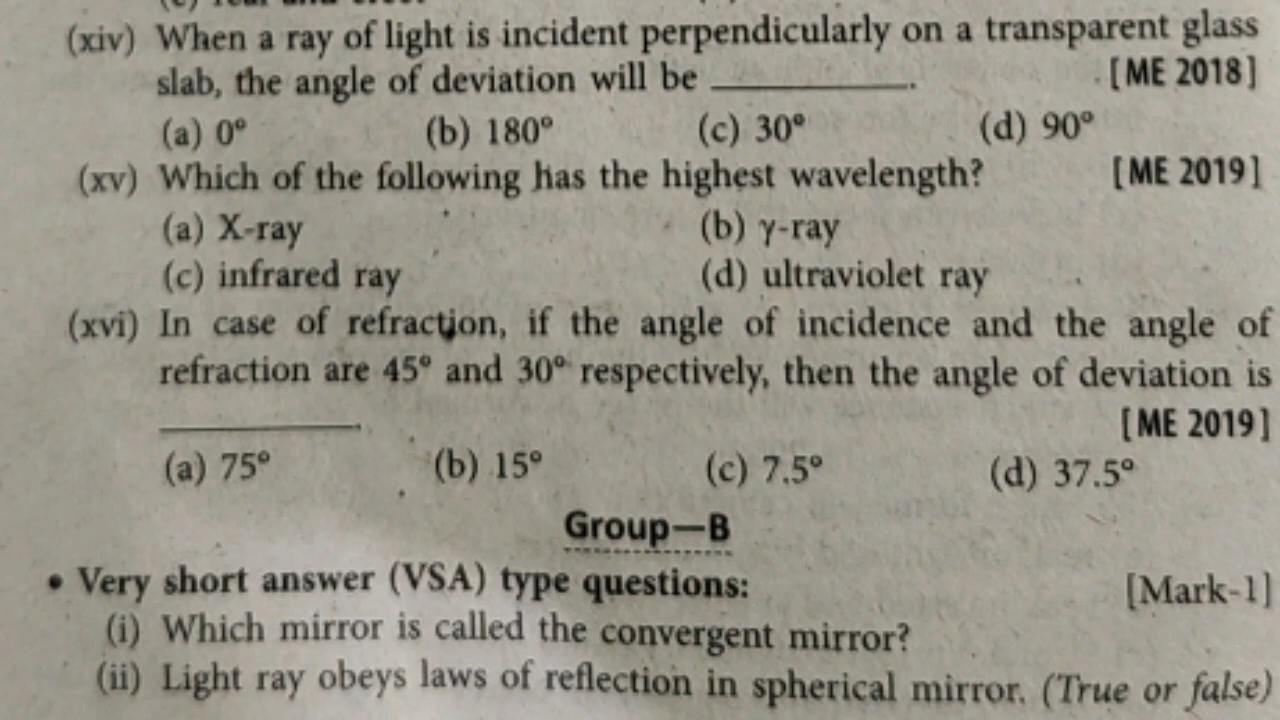 (xiv) When a ray of light is incident perpendicularly on a transparent glass
slab, the angle of deviation will be ________. [ME 2018]
(a) 0° (b) 180° (c) 30° (d) 90°
(xv) Which of the following has the highest wavelength? [ME 2019]
(a) X-ray (b) γ-ray
(c) infrared ray (d) ultraviolet ray
(xvi) In case of refraction, if the angle of incidence and the angle of
refraction are 45° and 30° respectively, then the angle of deviation is
________. [ME 2019]
(a) 75° (b) 15° (c) 7.5° (d) 37.5°
Group—B
• Very short answer (VSA) type questions: [Mark-1]
(i) Which mirror is called the convergent mirror?
(ii) Light ray obeys laws of reflection in spherical mirror. (True or false)